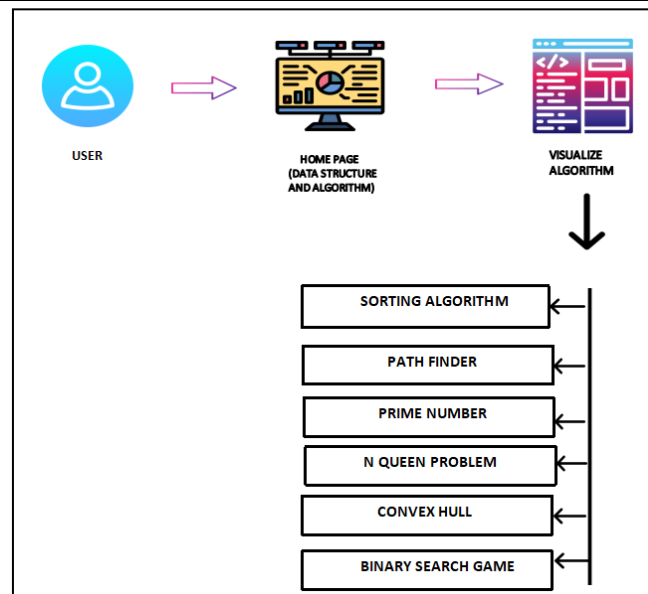 USER
HOME PAGE
(DATA STRUCTURE
AND ALGORITHM)
</>
VISUALIZE
ALGORITHM
SORTING ALGORITHM
PATH FINDER
PRIME NUMBER
N QUEEN PROBLEM
CONVEX HULL
BINARY SEARCH GAME